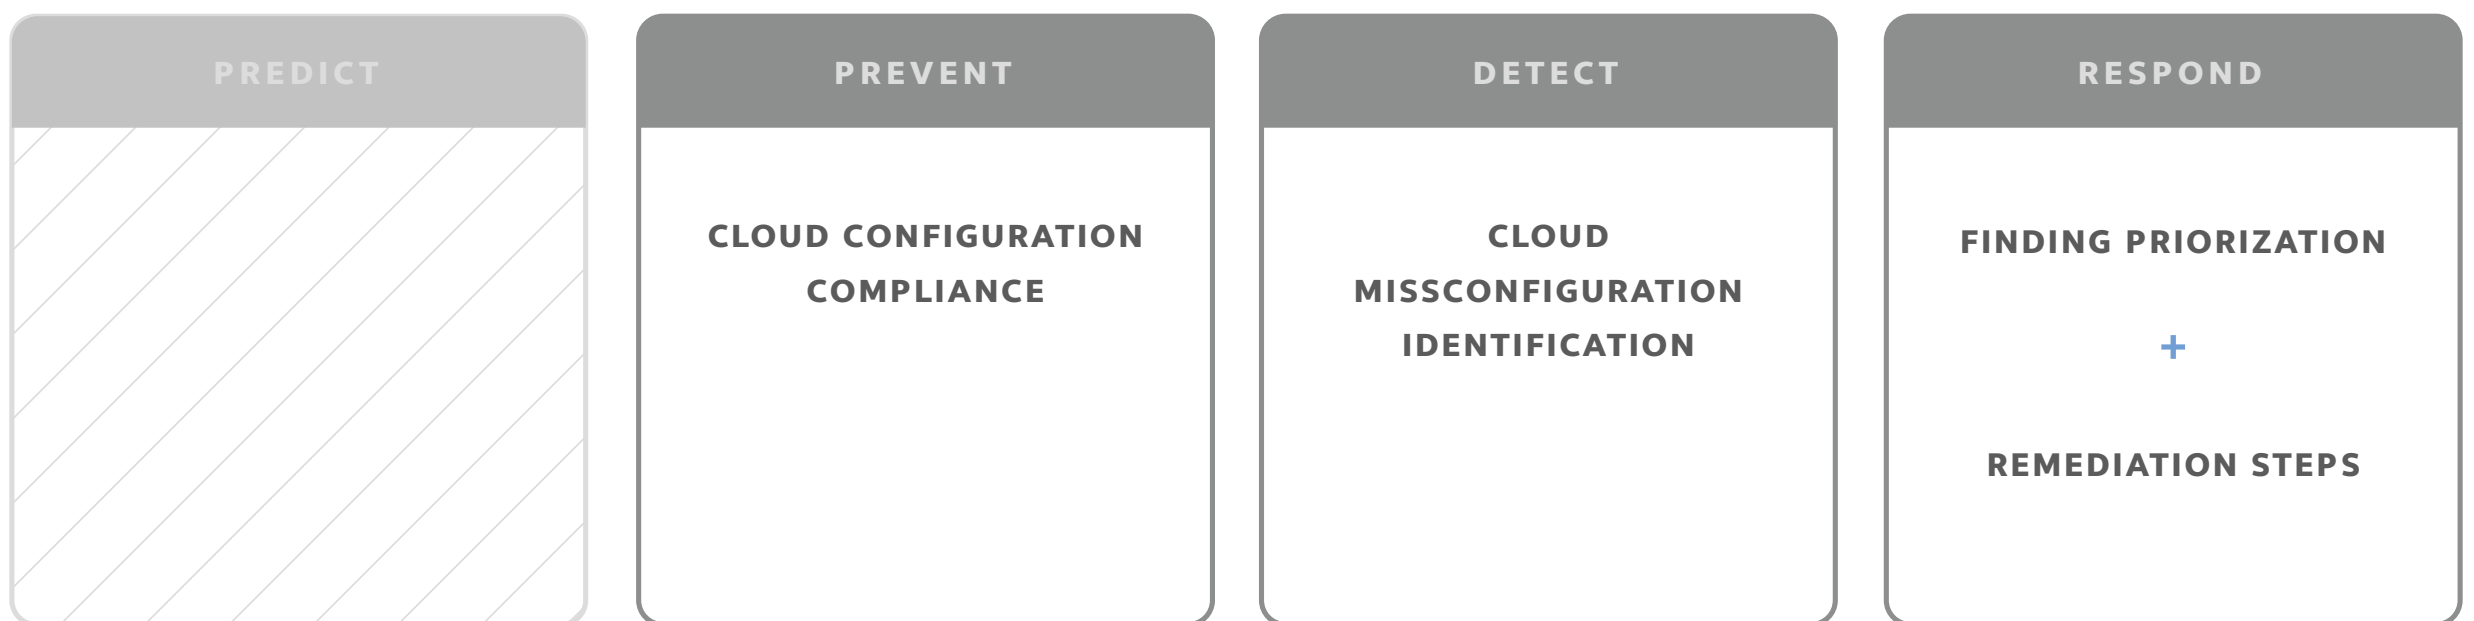 PREDICT
PREVENT
DETECT
RESPOND
CLOUD CONFIGURATION
COMPLIANCE
CLOUD
MISSCONFIGURATION
IDENTIFICATION
FINDING PRIORIZATION
+
REMEDIATION STEPS